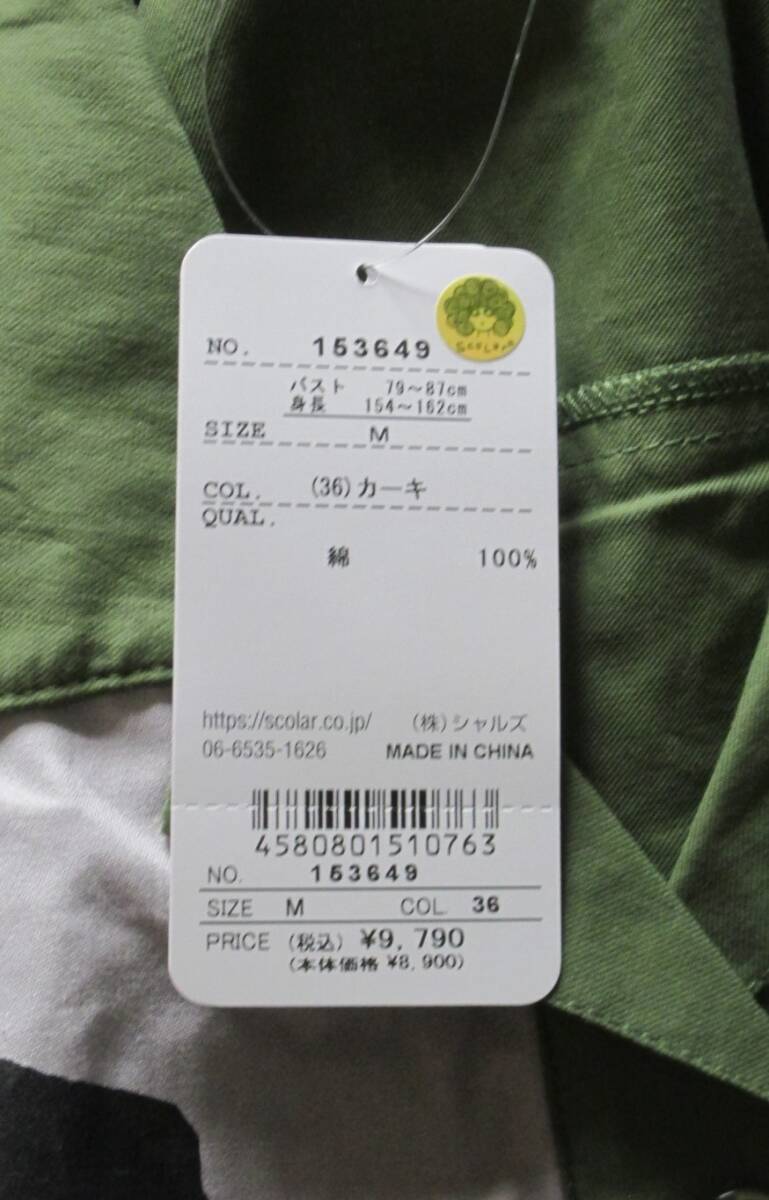 ScoLar
NO. 153649
バスト 79～87cm
身長 154～162cm
SIZE M
COL. (36)カーキ
QUAL.
綿 100%
https://scolar.co.jp/ (株)シャルズ
06-6535-1626 MADE IN CHINA
4580801510763
NO. 153649
SIZE M COL 36
PRICE (税込) ¥9,790
(本体価格 ¥8,900)